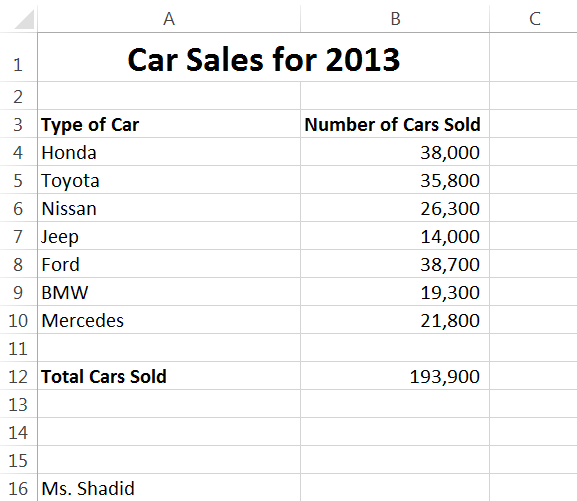 A B C
1 Car Sales for 2013
2
3 Type of Car Number of Cars Sold
4 Honda 38,000
5 Toyota 35,800
6 Nissan 26,300
7 Jeep 14,000
8 Ford 38,700
9 BMW 19,300
10 Mercedes 21,800
11
12 Total Cars Sold 193,900
13
14
15
16 Ms. Shadid